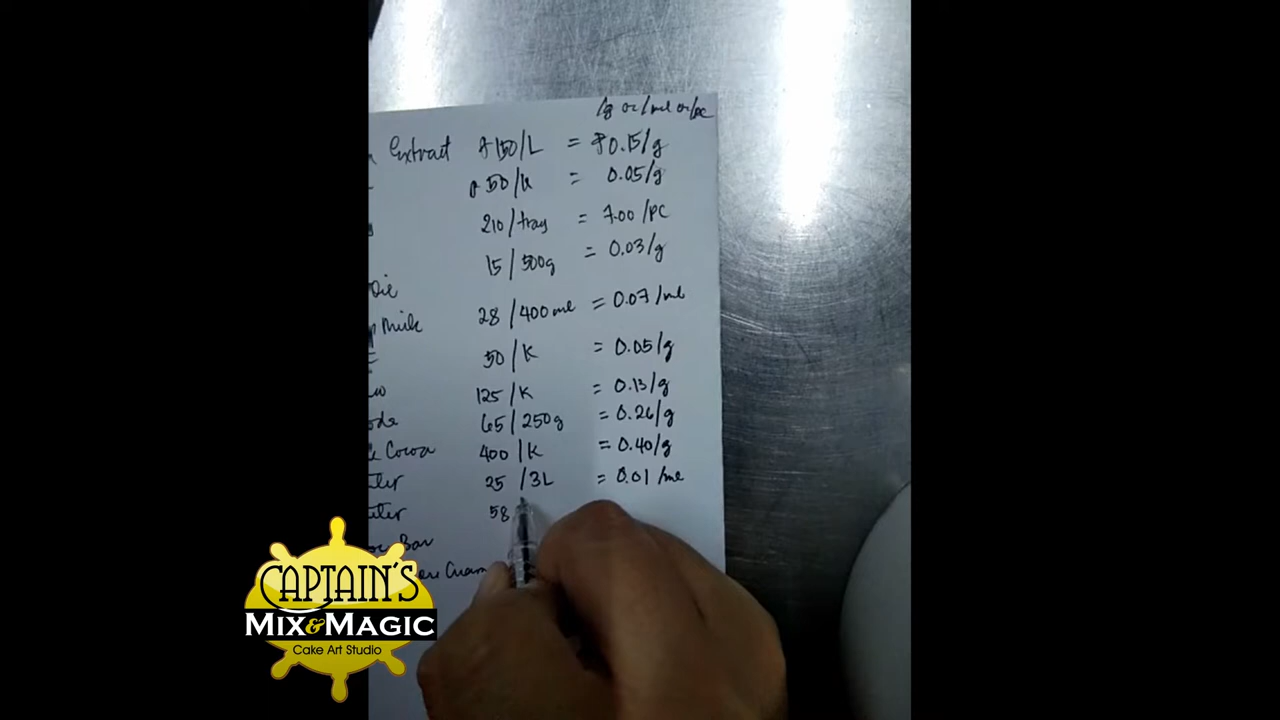 /g or/ml or/pc
Extract ₱150/L = ₱0.15/g
₱50/K = 0.05/g
210/tray = 7.00/PC
15/500g = 0.03/g
Milk 28/400ml = 0.07/ml
50/K = 0.05/g
125/K = 0.13/g
65/250g = 0.26/g
Cocoa 400/K = 0.40/g
25/3L = 0.01/ml
58
Bar
CAPTAIN'S
MIX & MAGIC
Cake Art Studio